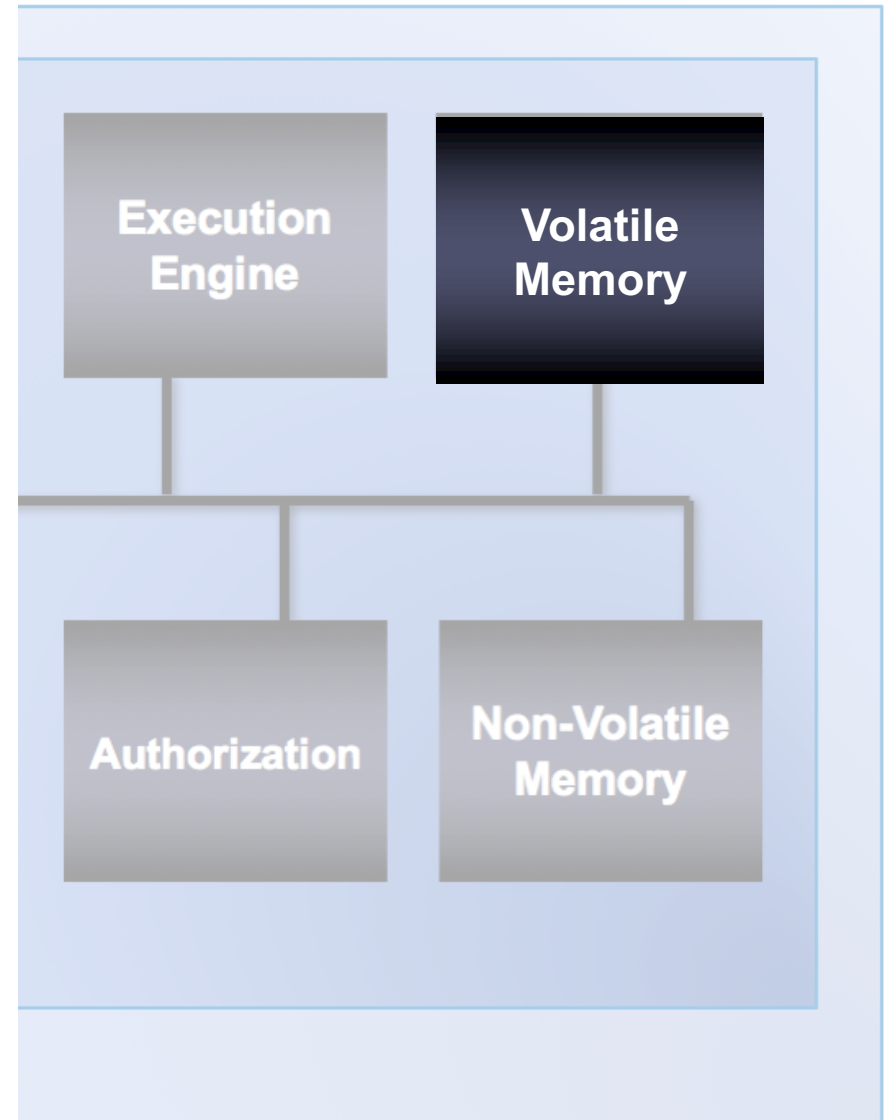 Execution
Engine
Volatile
Memory
Authorization
Non-Volatile
Memory